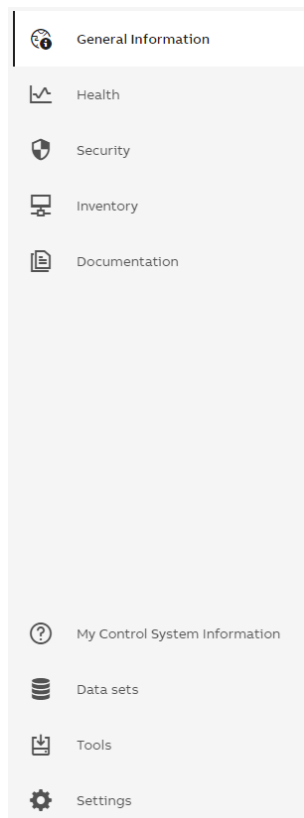 General Information
Health
Security
Inventory
Documentation
My Control System Information
Data sets
Tools
Settings